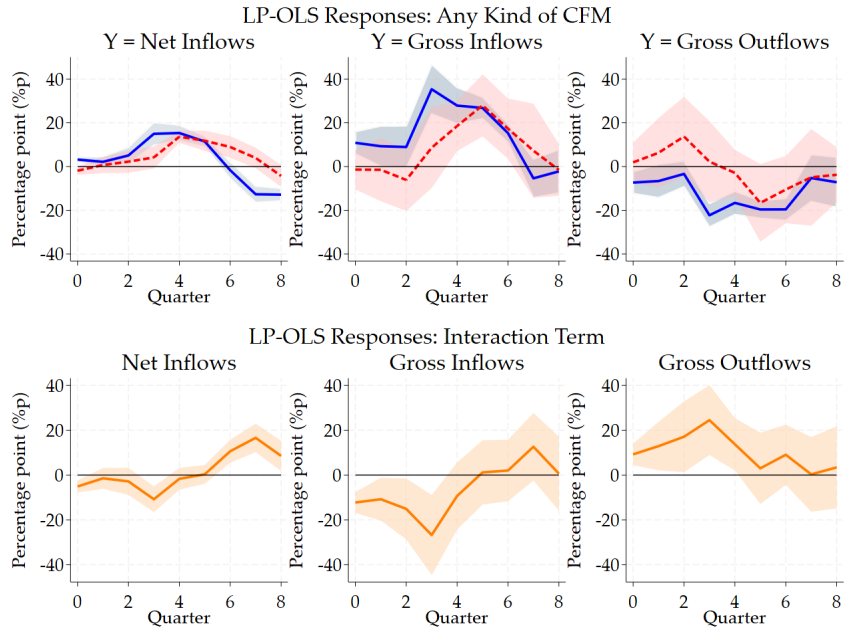 LP-OLS Responses: Any Kind of CFM
Y = Net Inflows
Y = Gross Inflows
Y = Gross Outflows
Percentage point (%p)
40
20
0
-20
-40
0 2 4 6 8
Quarter
Percentage point (%p)
40
20
0
-20
-40
0 2 4 6 8
Quarter
Percentage point (%p)
40
20
0
-20
-40
0 2 4 6 8
Quarter
LP-OLS Responses: Interaction Term
Net Inflows
Gross Inflows
Gross Outflows
Percentage point (%p)
40
20
0
-20
-40
0 2 4 6 8
Quarter
Percentage point (%p)
40
20
0
-20
-40
0 2 4 6 8
Quarter
Percentage point (%p)
40
20
0
-20
-40
0 2 4 6 8
Quarter